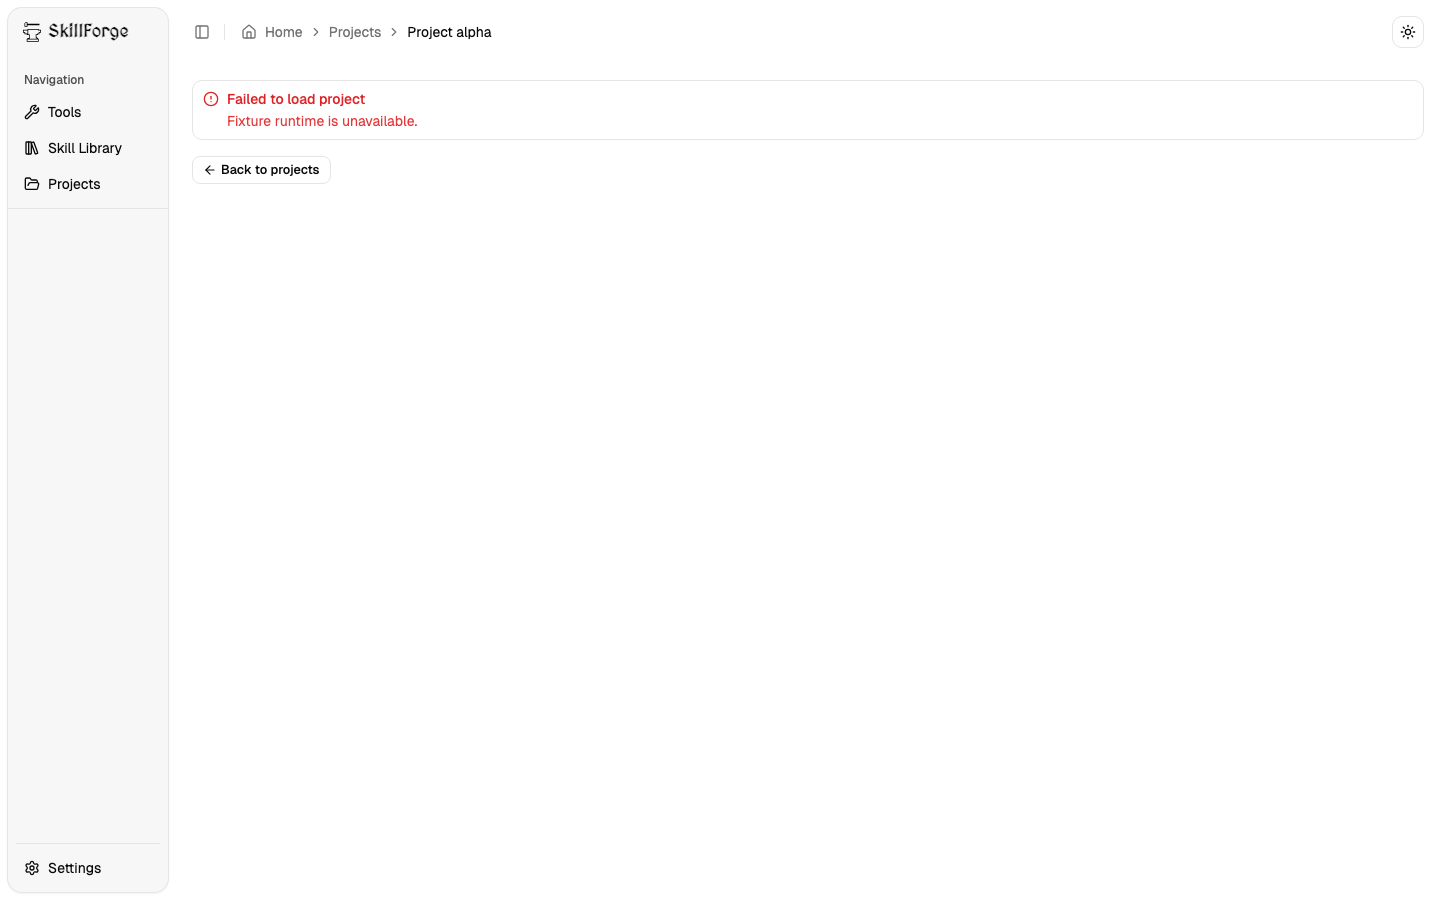 SkillForge
Navigation
Tools
Skill Library
Projects
Settings
Home > Projects > Project alpha
Failed to load project
Fixture runtime is unavailable.
Back to projects